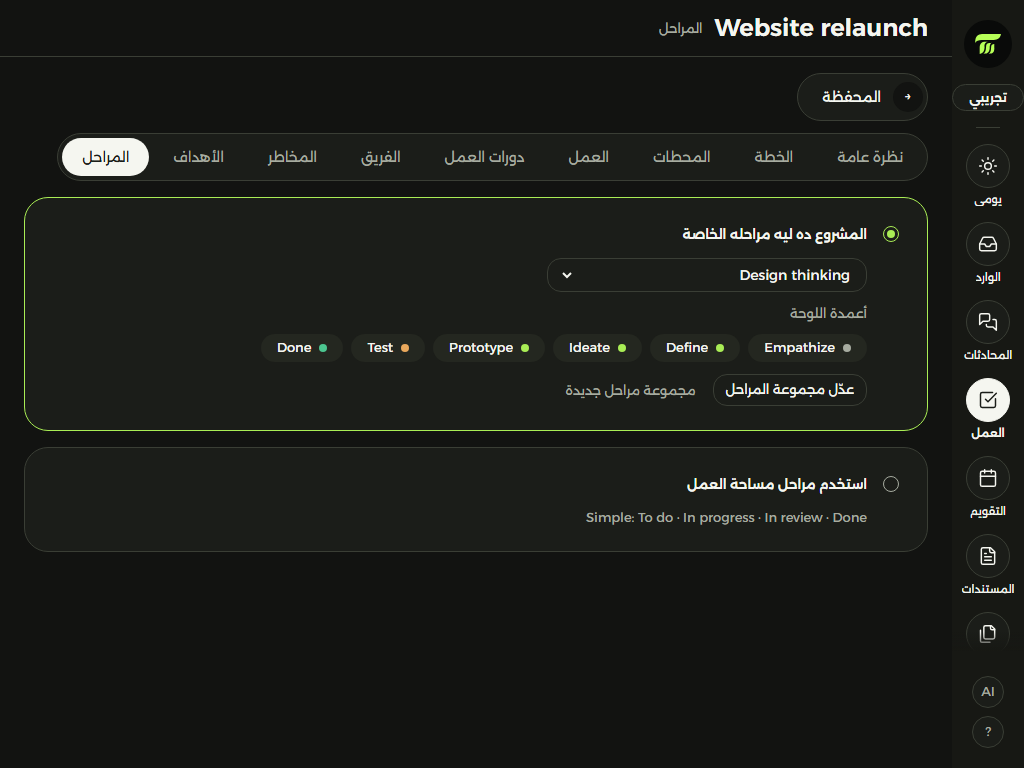 Website relaunch المراحل
المحفظة
نظرة عامة
الخطة
المحطات
العمل
دورات العمل
الفريق
المخاطر
الأهداف
المراحل
المشروع ده ليه مراحله الخاصة
Design thinking
أعمدة اللوحة
Empathize
Define
Ideate
Prototype
Test
Done
عدّل مجموعة المراحل
مجموعة مراحل جديدة
استخدم مراحل مساحة العمل
Simple: To do · In progress · In review · Done
تجريبي
يومي
الوارد
المحادثات
العمل
التقويم
المستندات
AI
?